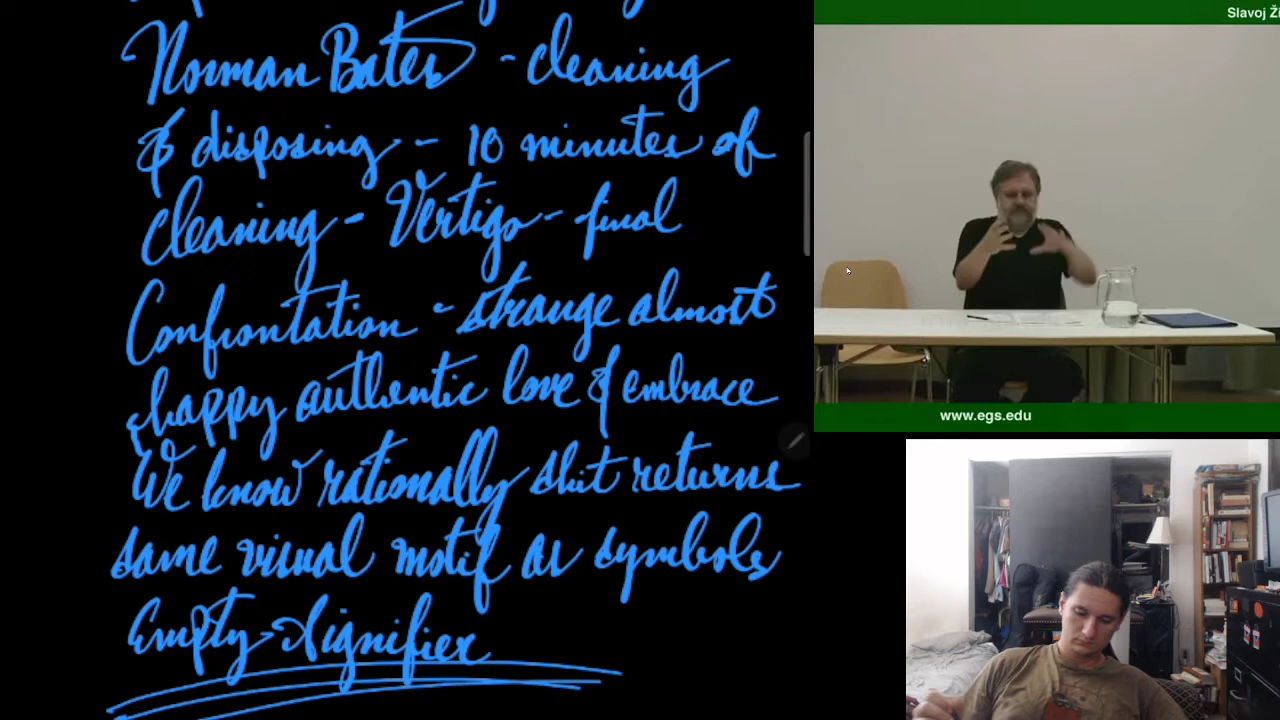 Norman Bates - cleaning
& disposing - 10 minutes of
cleaning - Vertigo - final
Confrontation - strange almost
happy authentic love & embrace
We know rationally shit returns
same visual motif as symbols
Empty-Signifier
Slavoj Ži
www.egs.edu